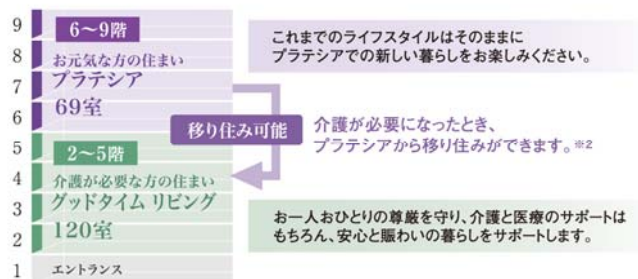 9
6～9階
8
お元気な方の住まい
7
プラテシア
6
69室
これまでのライフスタイルはそのままに
プラテシアでの新しい暮らしをお楽しみください。
移り住み可能
介護が必要になったとき、
プラテシアから移り住みができます。※2
5
2～5階
4
介護が必要な方の住まい
3
グッドタイム リビング
2
120室
お一人おひとりの尊厳を守り、介護と医療のサポートは
もちろん、安心と賑わいの暮らしをサポートします。
1
エントランス